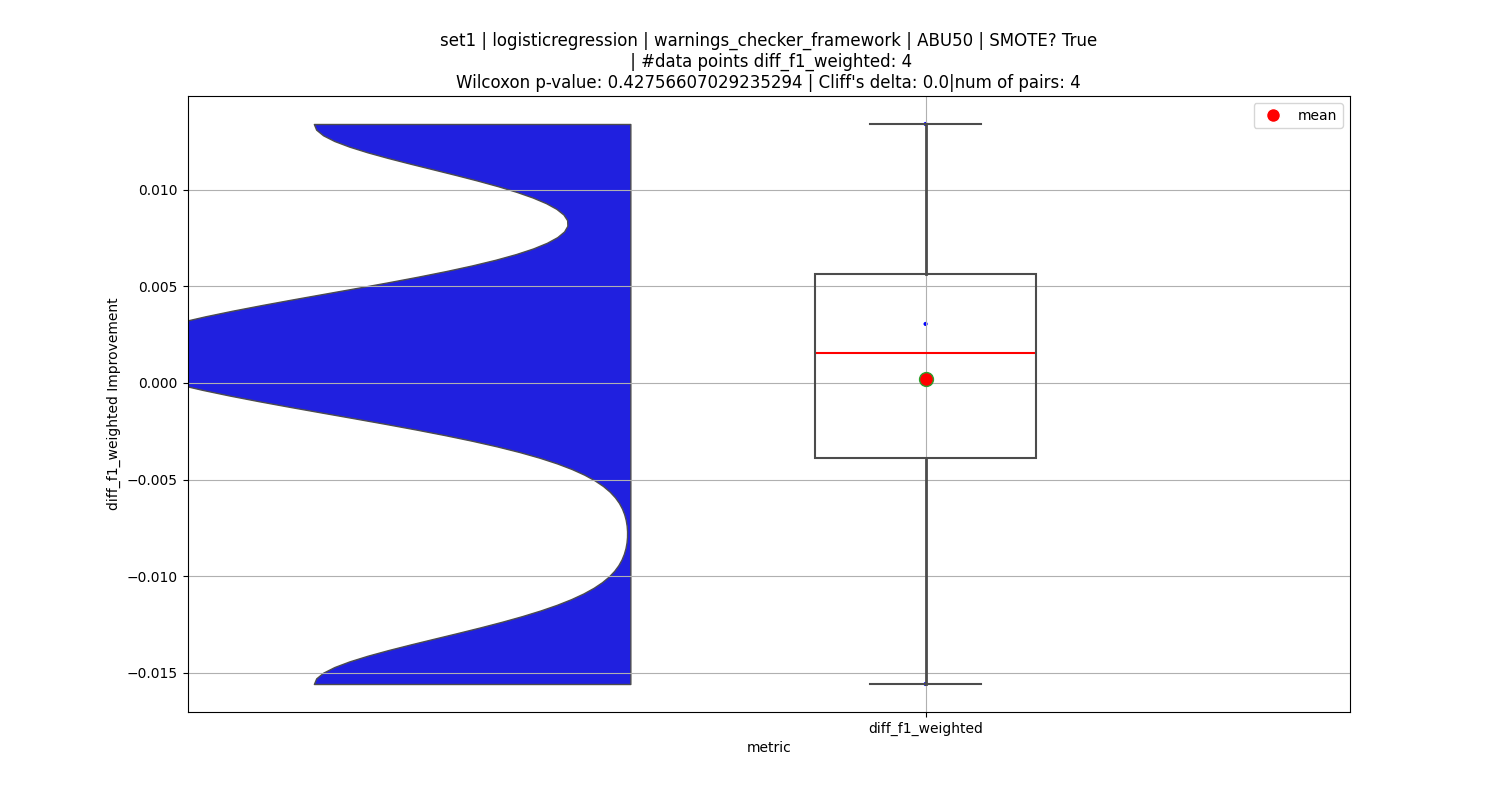 set1 | logisticregression | warnings_checker_framework | ABU50 | SMOTE? True
| #data points diff_f1_weighted: 4
Wilcoxon p-value: 0.42756607029235294 | Cliff's delta: 0.0|num of pairs: 4
mean
0.010
0.005
0.000
−0.005
−0.010
−0.015
diff_f1_weighted Improvement
diff_f1_weighted
metric